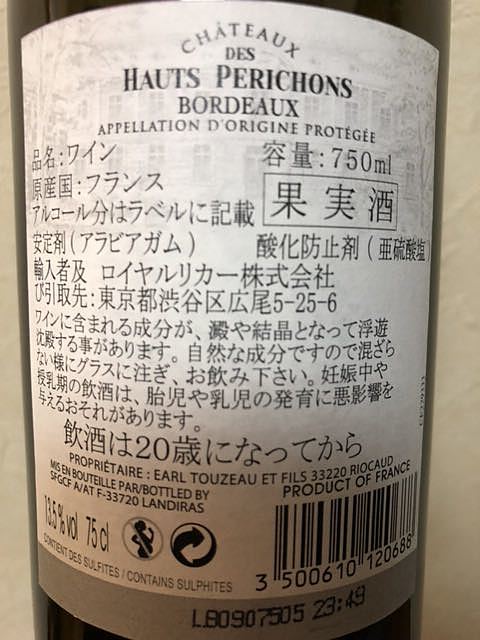 CHÂTEAUX
DES
HAUTS PERICHONS
BORDEAUX
APPELLATION D'ORIGINE PROTÉGÉE
品名:ワイン 容量:750ml
原産国:フランス
アルコール分はラベルに記載 果実酒
安定剤(アラビアガム) 酸化防止剤(亜硫酸塩
輸入者及 ロイヤルリカー株式会社
び引取先:東京都渋谷区広尾5-25-6
ワインに含まれる成分が、澱や結晶となって浮遊
沈殿する事があります。自然な成分ですので混ざら
ない様にグラスに注ぎ、お飲み下さい。妊娠中や
授乳期の飲酒は、胎児や乳児の発育に悪影響を
与えるおそれがあります。
飲酒は20歳になってから
PROPRIÉTAIRE : EARL TOUZEAU ET FILS 33220 RIOCAUD
MIS EN BOUTEILLE PAR/BOTTLED BY PRODUCT OF FRANCE
SFGCF A/AT F-33720 LANDIRAS
13.5%vol 75cl
CONTIENT DES SULFITES / CONTAINS SULPHITES
3 500610 120688
LB0907505 23:49